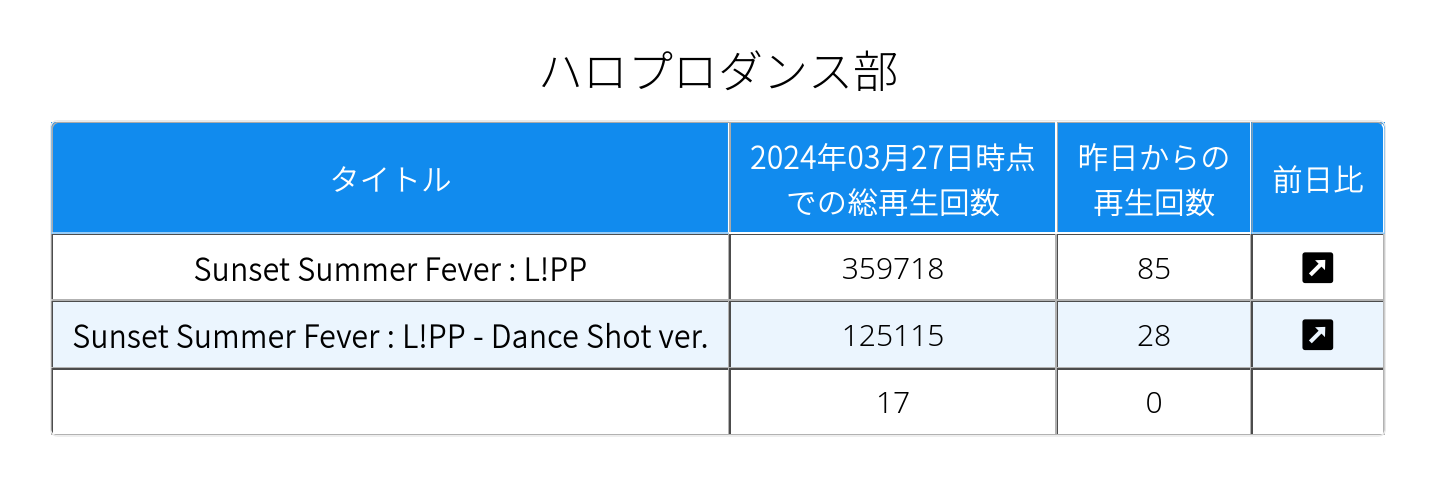 ハロプロダンス部
タイトル
2024年03月27日時点
での総再生回数
昨日からの
再生回数
前日比
Sunset Summer Fever : L!PP 359718 85
Sunset Summer Fever : L!PP - Dance Shot ver. 125115 28
17 0